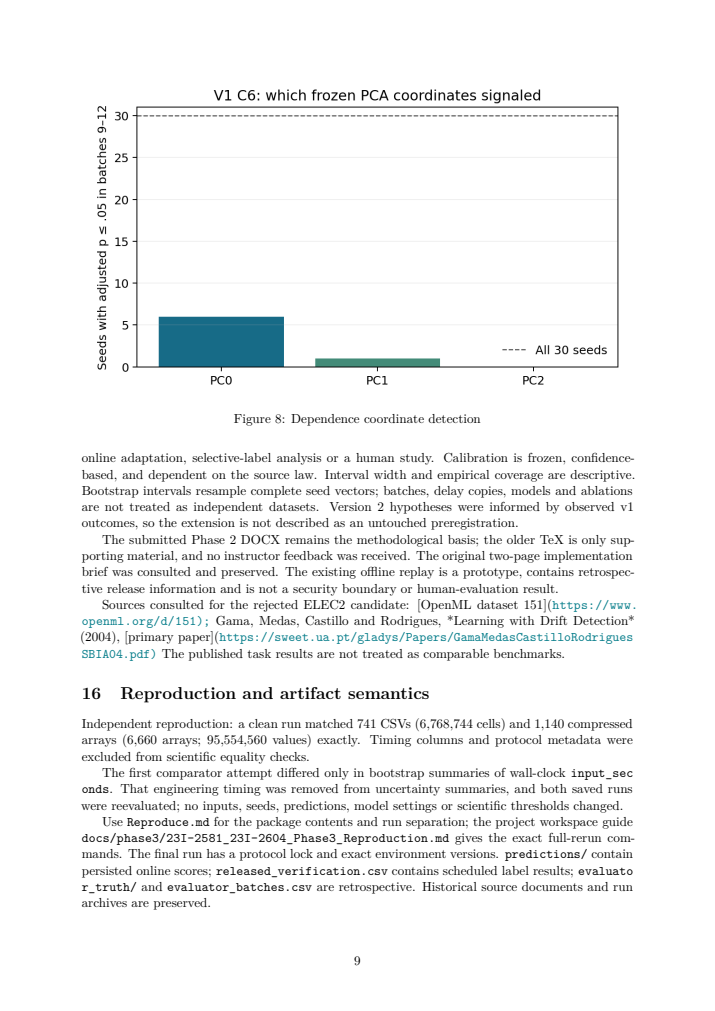 V1 C6: which frozen PCA coordinates signaled
Seeds with adjusted p ≤ .05 in batches 9–12
30
25
20
15
10
5
0
All 30 seeds
PC0
PC1
PC2
Figure 8: Dependence coordinate detection
online adaptation, selective-label analysis or a human study. Calibration is frozen, confidence-
based, and dependent on the source law. Interval width and empirical coverage are descriptive.
Bootstrap intervals resample complete seed vectors; batches, delay copies, models and ablations
are not treated as independent datasets. Version 2 hypotheses were informed by observed v1
outcomes, so the extension is not described as an untouched preregistration.
The submitted Phase 2 DOCX remains the methodological basis; the older TeX is only sup-
porting material, and no instructor feedback was received. The original two-page implementation
brief was consulted and preserved. The existing offline replay is a prototype, contains retrospec-
tive release information and is not a security boundary or human-evaluation result.
Sources consulted for the rejected ELEC2 candidate: [OpenML dataset 151](https://www.
openml.org/d/151); Gama, Medas, Castillo and Rodrigues, *Learning with Drift Detection*
(2004), [primary paper](https://sweet.ua.pt/gladys/Papers/GamaMedasCastilloRodrigues
SBIA04.pdf) The published task results are not treated as comparable benchmarks.
16 Reproduction and artifact semantics
Independent reproduction: a clean run matched 741 CSVs (6,768,744 cells) and 1,140 compressed
arrays (6,660 arrays; 95,554,560 values) exactly. Timing columns and protocol metadata were
excluded from scientific equality checks.
The first comparator attempt differed only in bootstrap summaries of wall-clock input_sec
onds. That engineering timing was removed from uncertainty summaries, and both saved runs
were reevaluated; no inputs, seeds, predictions, model settings or scientific thresholds changed.
Use Reproduce.md for the package contents and run separation; the project workspace guide
docs/phase3/23I-2581_23I-2604_Phase3_Reproduction.md gives the exact full-rerun com-
mands. The final run has a protocol lock and exact environment versions. predictions/ contain
persisted online scores; released_verification.csv contains scheduled label results; evaluato
r_truth/ and evaluator_batches.csv are retrospective. Historical source documents and run
archives are preserved.
9